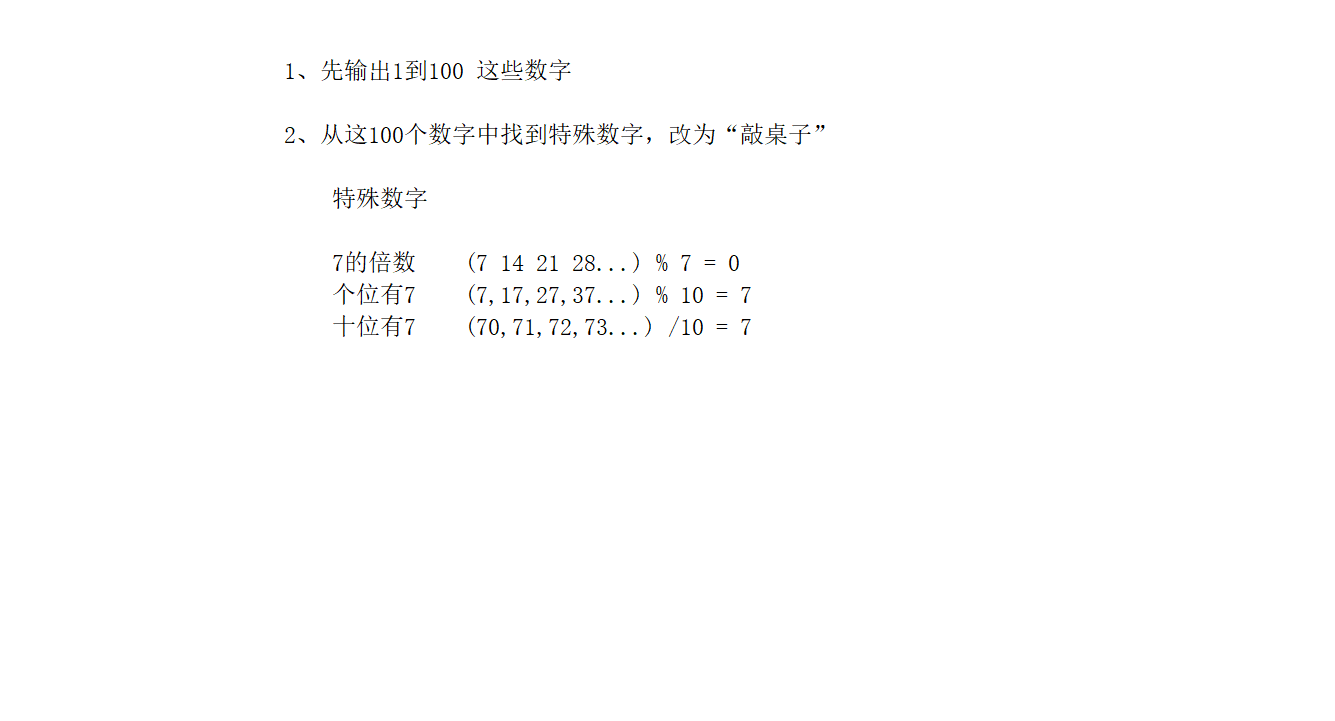 1、先输出1到100 这些数字
2、从这100个数字中找到特殊数字，改为“敲桌子”
特殊数字
7的倍数 (7 14 21 28...) % 7 = 0
个位有7 (7,17,27,37...) % 10 = 7
十位有7 (70,71,72,73...) /10 = 7